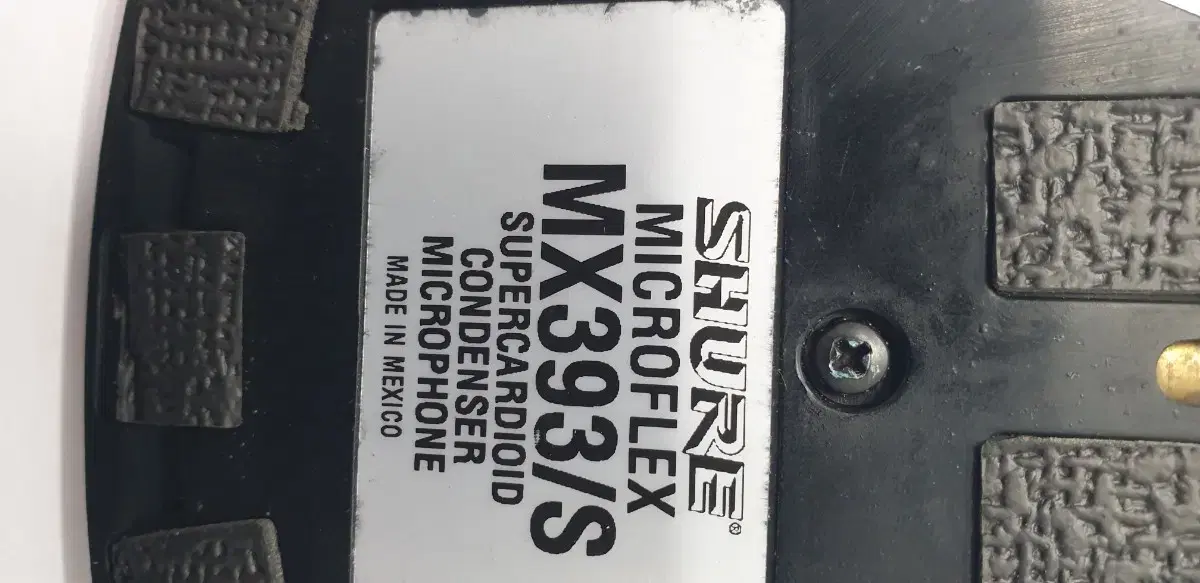 SHURE®
MICROFLEX
MX393/S
SUPERCARDIOID
CONDENSER
MICROPHONE
MADE IN MEXICO